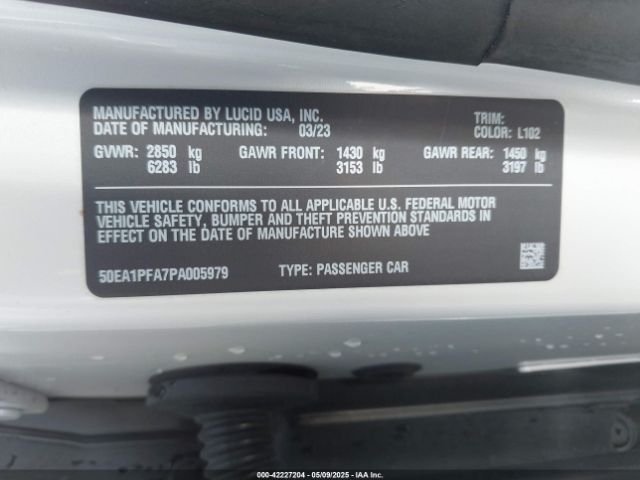 MANUFACTURED BY LUCID USA, INC.
DATE OF MANUFACTURING: 03/23
TRIM:
COLOR: L102
GVWR: 2850 kg GAWR FRONT: 1430 kg GAWR REAR: 1450 kg
6283 lb 3153 lb 3197 lb
THIS VEHICLE CONFORMS TO ALL APPLICABLE U.S. FEDERAL MOTOR
VEHICLE SAFETY, BUMPER AND THEFT PREVENTION STANDARDS IN
EFFECT ON THE DATE OF MANUFACTURE SHOWN ABOVE
50EA1PFA7PA005979 TYPE: PASSENGER CAR
000-42227204 - 05/09/2025 - IAAI, Inc.